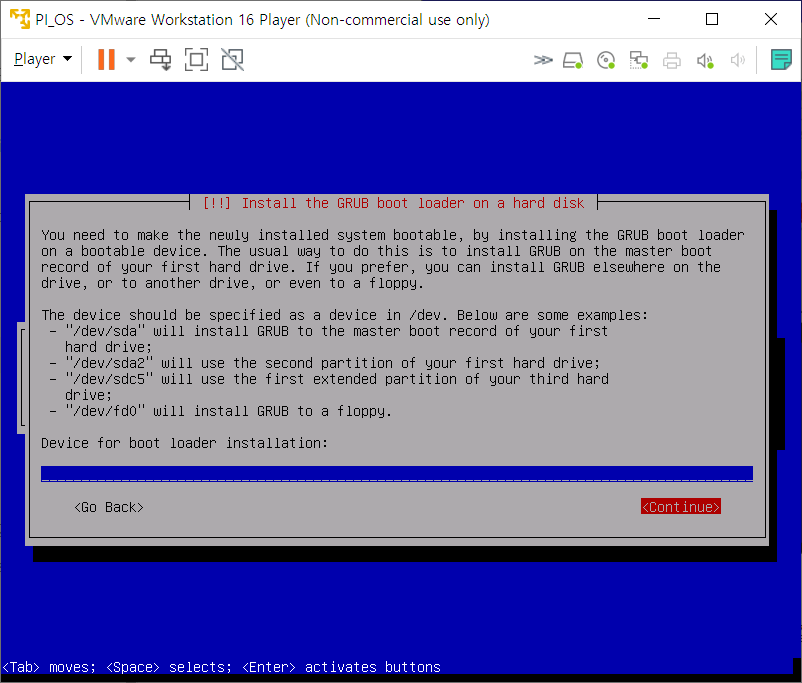 PI_OS - VMware Workstation 16 Player (Non-commercial use only)
Player
[!!] Install the GRUB boot loader on a hard disk
You need to make the newly installed system bootable, by installing the GRUB boot loader
on a bootable device. The usual way to do this is to install GRUB on the master boot
record of your first hard drive. If you prefer, you can install GRUB elsewhere on the
drive, or to another drive, or even to a floppy.
The device should be specified as a device in /dev. Below are some examples:
- "/dev/sda" will install GRUB to the master boot record of your first
hard drive;
- "/dev/sda2" will use the second partition of your first hard drive;
- "/dev/sdc5" will use the first extended partition of your third hard
drive;
- "/dev/fd0" will install GRUB to a floppy.
Device for boot loader installation:
<Go Back> <Continue>
<Tab> moves; <Space> selects; <Enter> activates buttons